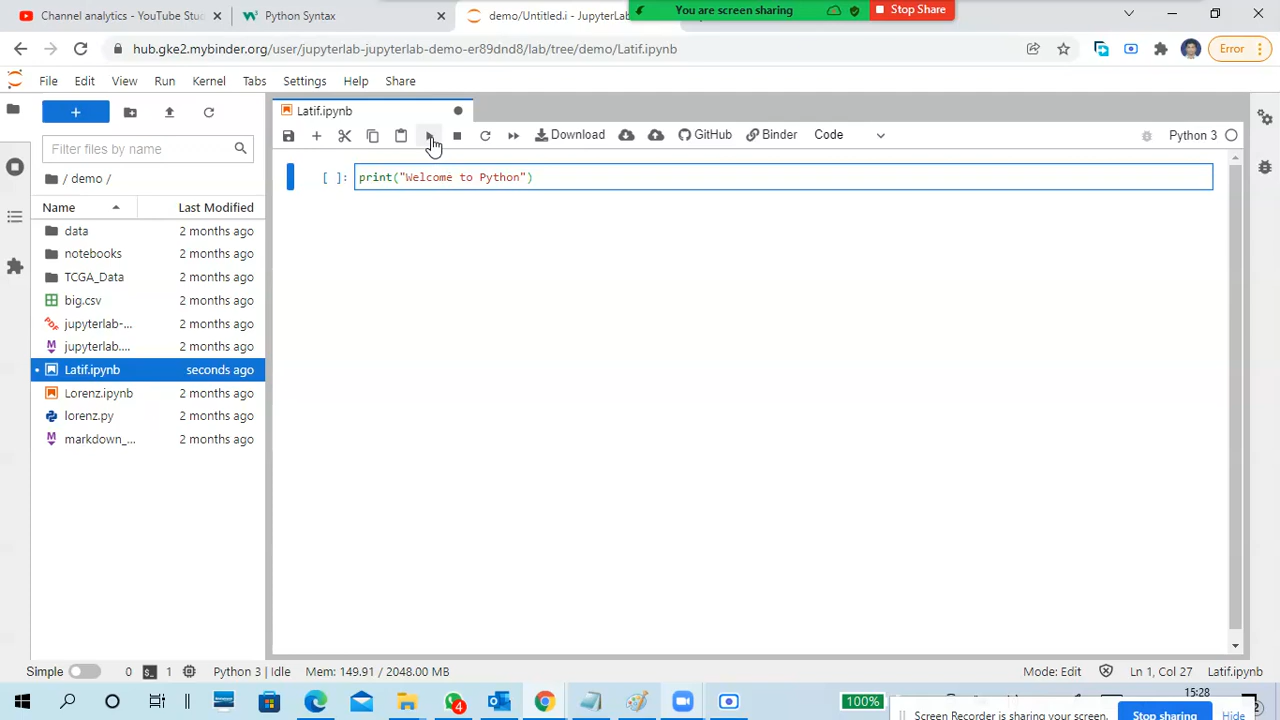 Channel analytics - YouTube Stu
Python Syntax
demo/Untitled.i - JupyterLab
You are screen sharing
Stop Share
hub.gke2.mybinder.org/user/jupyterlab-jupyterlab-demo-er89dnd8/lab/tree/demo/Latif.ipynb
Error
File Edit View Run Kernel Tabs Settings Help Share
Latif.ipynb
Filter files by name
Download GitHub Binder Code Python 3
/ demo /
Name Last Modified
data 2 months ago
notebooks 2 months ago
TCGA_Data 2 months ago
big.csv 2 months ago
jupyterlab-... 2 months ago
jupyterlab.... 2 months ago
Latif.ipynb seconds ago
Lorenz.ipynb 2 months ago
lorenz.py 2 months ago
markdown_... 2 months ago
[ ]: print("Welcome to Python")
Simple 0 1 Python 3 | Idle Mem: 149.91 / 2048.00 MB Mode: Edit Ln 1, Col 27 Latif.ipynb
4
100%
15:28
Screen Recorder is sharing your screen. Stop sharing Hide